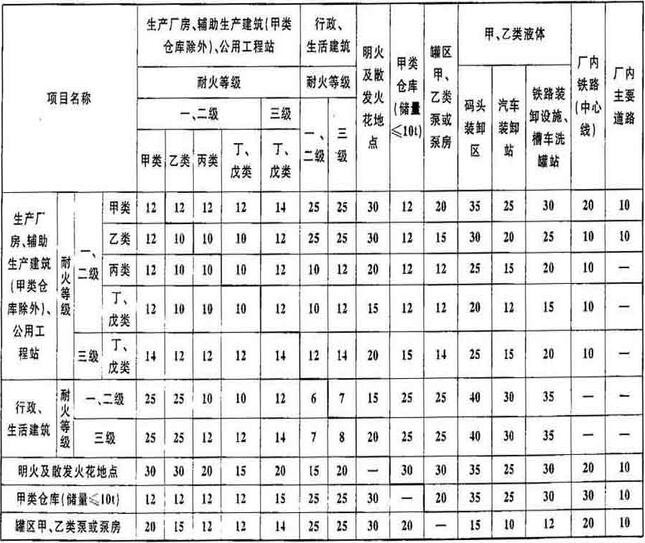 项目名称
生产厂房、辅助生产建筑(甲类
仓库除外)、公用工程站
行政、
生活建筑
明火
及散
发火
花地
点
甲类
仓库
(储量
≤10t)
罐区
甲、
乙类
泵或
泵房
甲、乙类液体
厂内
铁路
(中心
线)
厂内
主要
道路
耐火等级
耐火等级
码头
装卸
区
汽车
装卸
站
铁路装
卸设施、
槽车洗
罐站
一、二级
三级
一、
二级
三
级
甲类 乙类 丙类 丁、戊类 丁、戊类
生产厂
房、辅助
生产建筑
(甲类仓
库除外)、
公用工
程站
耐火等级
一、二级
甲类 12 12 12 12 14 25 25 30 12 20 35 25 30 20 10
乙类 12 10 10 10 12 25 25 30 12 15 30 20 25 10 10
丙类 12 10 10 10 12 10 12 20 12 12 25 15 20 10 —
丁、戊类 12 10 10 10 12 10 12 15 12 12 20 12 15 10 —
三级 丁、戊类 14 12 12 12 14 12 14 20 15 14 25 15 20 10 —
行政、
生活建筑
耐火等级
一、二级 25 25 10 10 12 6 7 15 25 25 40 30 35 — —
三级 25 25 12 12 14 7 8 20 25 25 40 30 35 — —
明火及散发火花地点 30 30 20 15 20 15 20 — 30 30 35 25 30 20 10
甲类仓库(储量≤10t) 12 12 12 12 15 25 25 30 — 20 35 25 30 30 10
罐区甲、乙类泵或泵房 20 15 12 12 14 25 25 30 20 — 15 10 12 20 10